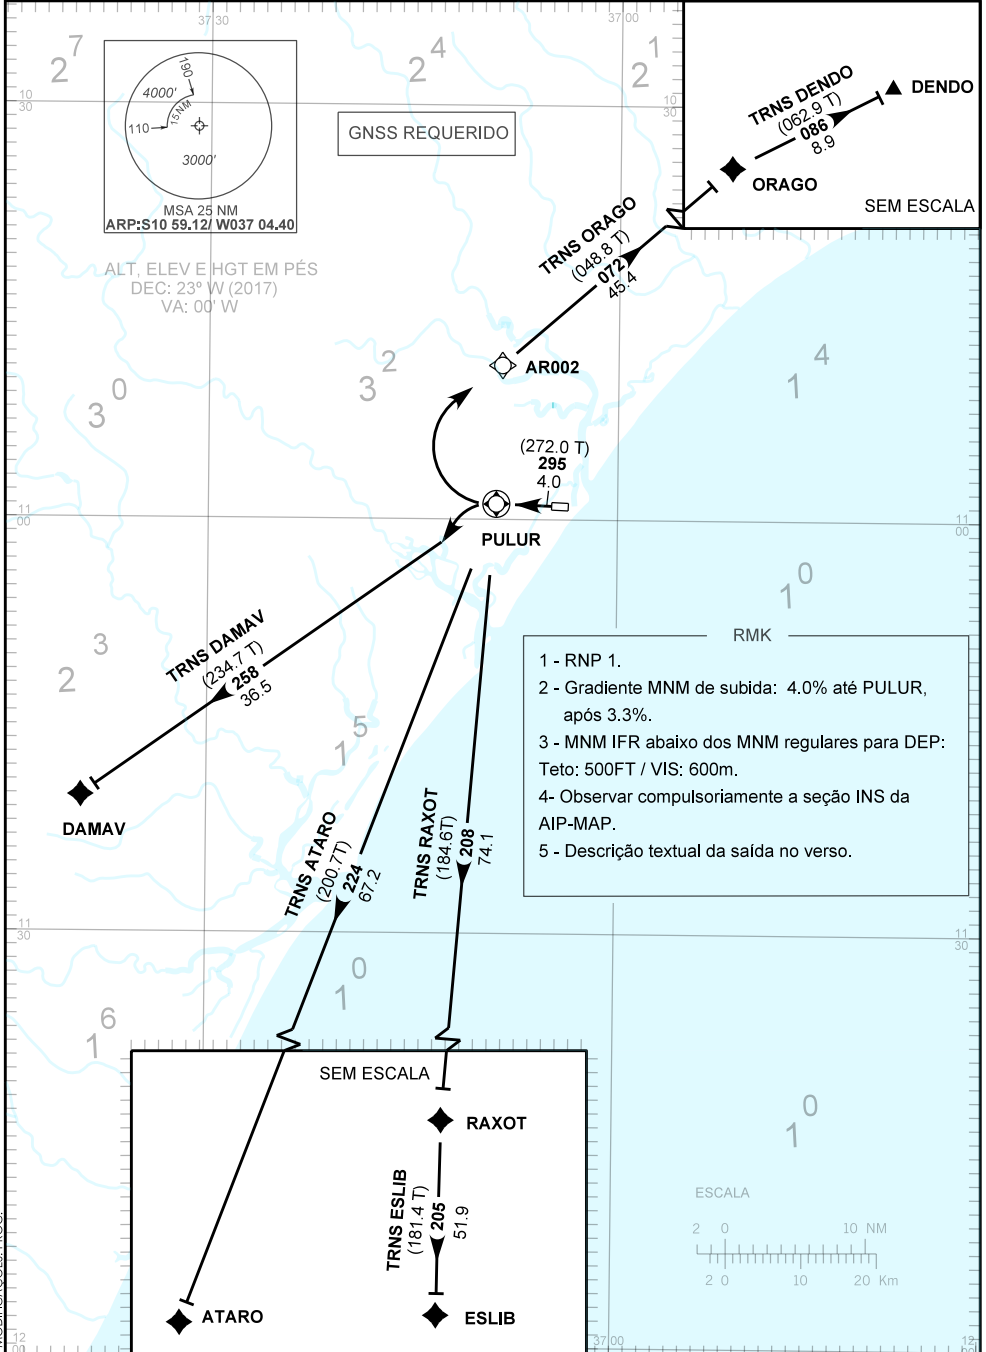 37 30
37 00
2 7
2 4
2 1
10 30
10 30
190
4000'
15NM
110
3000'
MSA 25 NM
ARP:S10 59.12/ W037 04.40
GNSS REQUERIDO
ALT, ELEV E HGT EM PÉS
DEC: 23º W (2017)
VA: 00' W
TRNS DENDO
(062.9 T)
086
8.9
DENDO
ORAGO
SEM ESCALA
TRNS ORAGO
(048.8 T)
072
45.4
AR002
3 0
3 2
1 4
(272.0 T)
295
4.0
PULUR
11 00
11 00
1 0
TRNS DAMAV
(234.7 T)
258
36.5
2 3
1 5
DAMAV
RMK
1 - RNP 1.
2 - Gradiente MNM de subida: 4.0% até PULUR,
após 3.3%.
3 - MNM IFR abaixo dos MNM regulares para DEP:
Teto: 500FT / VIS: 600m.
4- Observar compulsoriamente a seção INS da
AIP-MAP.
5 - Descrição textual da saída no verso.
TRNS ATARO
(200.7T)
224
67.2
TRNS RAXOT
(184.6T)
208
74.1
11 30
11 30
1 0
1 6
1 0
SEM ESCALA
RAXOT
TRNS ESLIB
(181.4 T)
205
51.9
ATARO
ESLIB
ESCALA
2 0 10 NM
2 0 10 20 Km
37 00
12 00
12 00